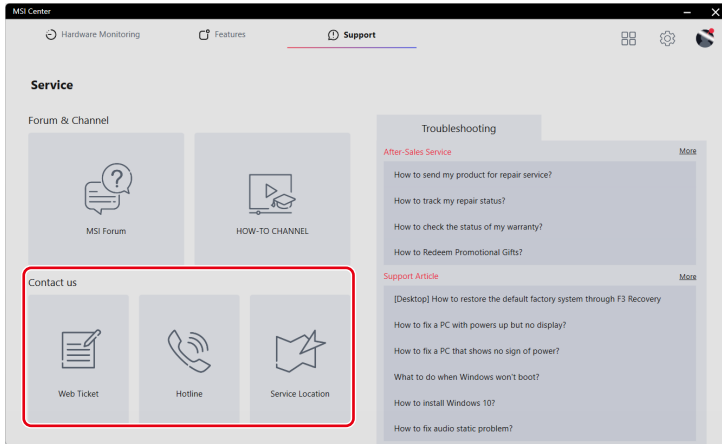 MSI Center
Hardware Monitoring
Features
Support
Service
Forum & Channel
MSI Forum
HOW-TO CHANNEL
Contact us
Web Ticket
Hotline
Service Location
Troubleshooting
After-Sales Service
More
How to send my product for repair service?
How to track my repair status?
How to check the status of my warranty?
How to Redeem Promotional Gifts?
Support Article
More
[Desktop] How to restore the default factory system through F3 Recovery
How to fix a PC with powers up but no display?
How to fix a PC that shows no sign of power?
What to do when Windows won't boot?
How to install Windows 10?
How to fix audio static problem?